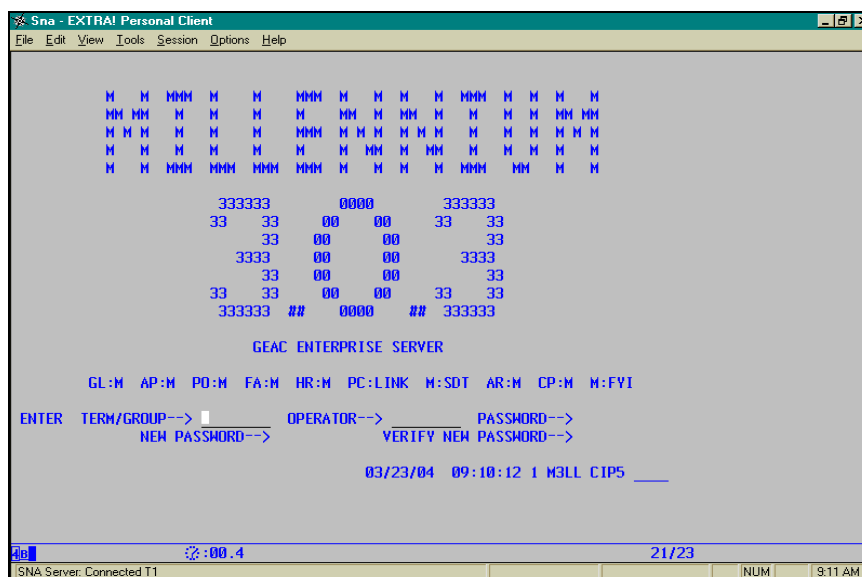 Sna - EXTRA! Personal Client
File Edit View Tools Session Options Help
M   M  MMM  M    M    MMM  M   M  M   M  MMM  M  M  M   M
MM MM   M   M    M    M    MM  M  MM  M   M   M  M  MM MM
M M M   M   M    M    MMM  M M M  M M M   M   M  M  M M M
M   M   M   M    M    M    M  MM  M  MM   M   M  M  M   M
M   M  MMM  MMM  MMM  MMM  M   M  M   M  MMM   MM   M   M
333333        0000        333333
33    33     00    00     33    33
33    00      00          33
3333     00      00       3333
33    00      00          33
33    33     00    00     33    33
333333  ##    0000    ##  333333
GEAC ENTERPRISE SERVER
GL:M AP:M PO:M FA:M HR:M PC:LINK M:SDT AR:M CP:M M:FYI
ENTER TERM/GROUP--> ________ OPERATOR--> ________ PASSWORD-->
NEW PASSWORD--> VERIFY NEW PASSWORD-->
03/23/04 09:10:12 1 M3LL CIP5 ____
4B :00.4 21/23
SNA Server: Connected T1 NUM 9:11 AM